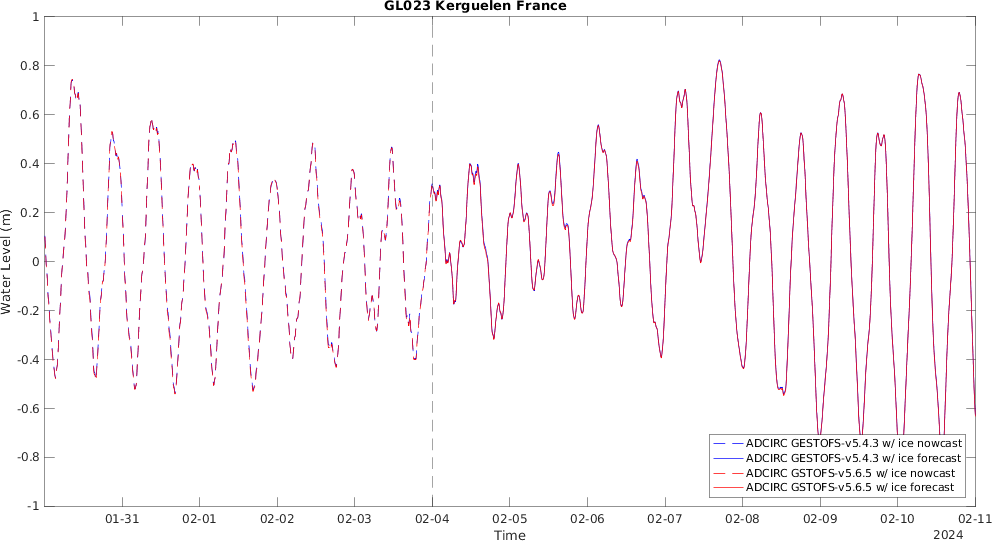 GL023 Kerguelen France
1
0.8
0.6
0.4
0.2
0
-0.2
-0.4
-0.6
-0.8
-1
Water Level (m)
ADCIRC GESTOFS-v5.4.3 w/ ice nowcast
ADCIRC GESTOFS-v5.4.3 w/ ice forecast
ADCIRC GSTOFS-v5.6.5 w/ ice nowcast
ADCIRC GSTOFS-v5.6.5 w/ ice forecast
01-31 02-01 02-02 02-03 02-04 02-05 02-06 02-07 02-08 02-09 02-10 02-11
Time
2024